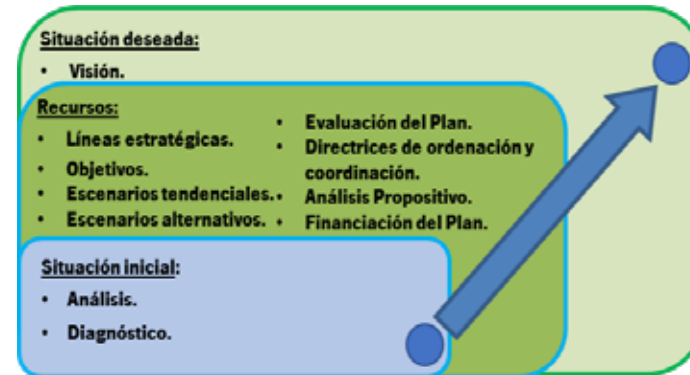 Situación deseada:
• Visión.
Recursos:
• Líneas estratégicas.
• Objetivos.
• Escenarios tendenciales.
• Escenarios alternativos.
• Evaluación del Plan.
• Directrices de ordenación y
coordinación.
• Análisis Propositivo.
• Financiación del Plan.
Situación inicial:
• Análisis.
• Diagnóstico.